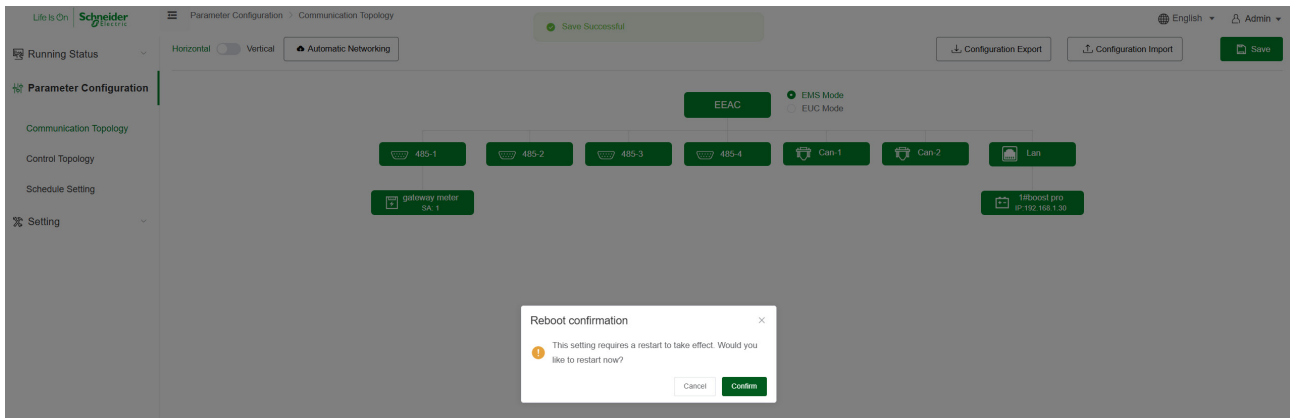 Life Is On Schneider Electric
Parameter Configuration > Communication Topology
Save Successful
English
Admin
Running Status
Parameter Configuration
Communication Topology
Control Topology
Schedule Setting
Setting
Horizontal Vertical Automatic Networking
Configuration Export
Configuration Import
Save
EEAC
EMS Mode
EUC Mode
485-1
485-2
485-3
485-4
Can-1
Can-2
Lan
gateway meter
SA: 1
1#boost pro
IP:192.168.1.30
Reboot confirmation
This setting requires a restart to take effect. Would you
like to restart now?
Cancel
Confirm